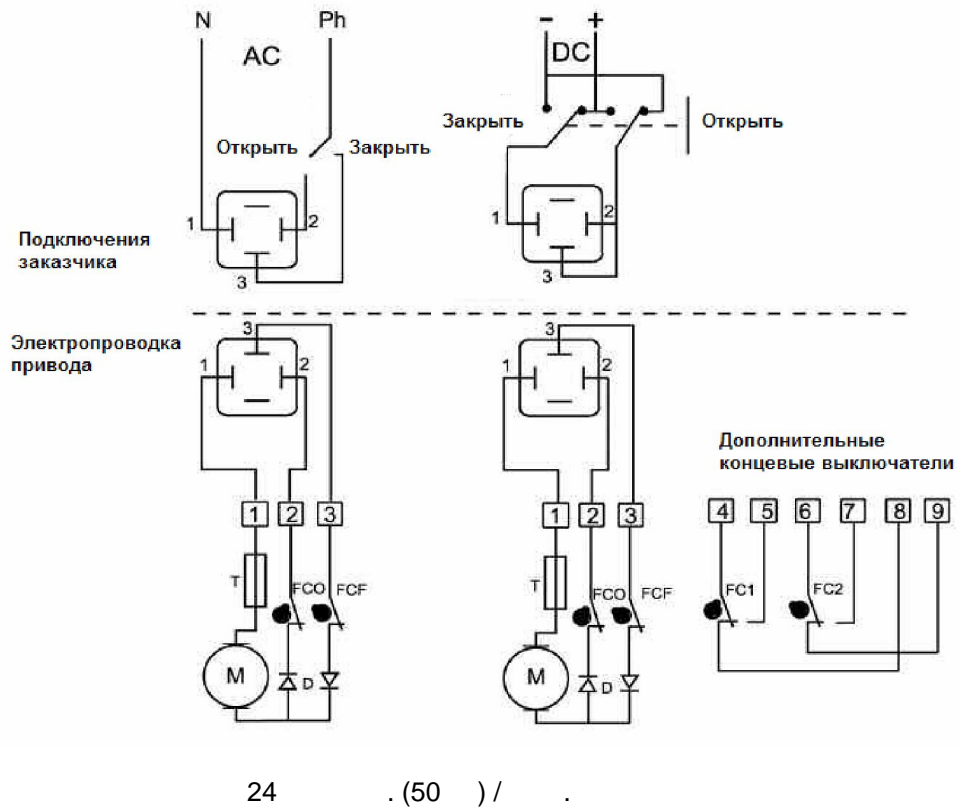 N Ph - +
AC DC
Закрыть Открыть
Открыть Закрыть
1 2 1 2
Подключения
заказчика
3 3
Электропроводка
привода
3 3
1 2 1 2
Дополнительные
концевые выключатели
1 2 3 1 2 3 4 5 6 7 8 9
T FCO FCF T FCO FCF FC1 FC2
M D M D
24 . (50 ) / .